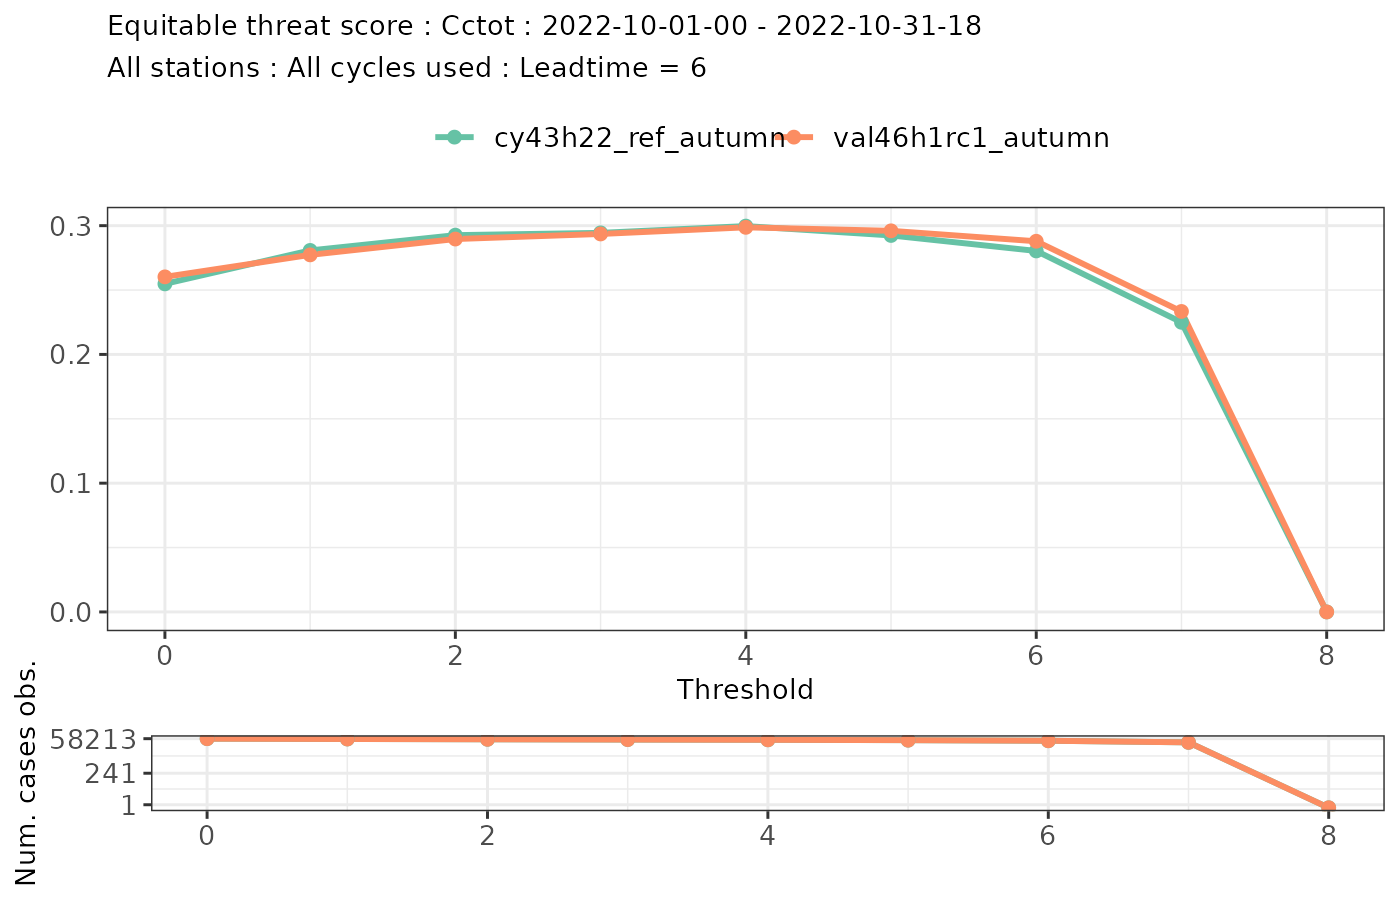 Equitable threat score : Cctot : 2022-10-01-00 - 2022-10-31-18
All stations : All cycles used : Leadtime = 6
cy43h22_ref_autumn val46h1rc1_autumn
0.3
0.2
0.1
0.0
0 2 4 6 8
Threshold
Num. cases obs.
58213
241
1
0 2 4 6 8